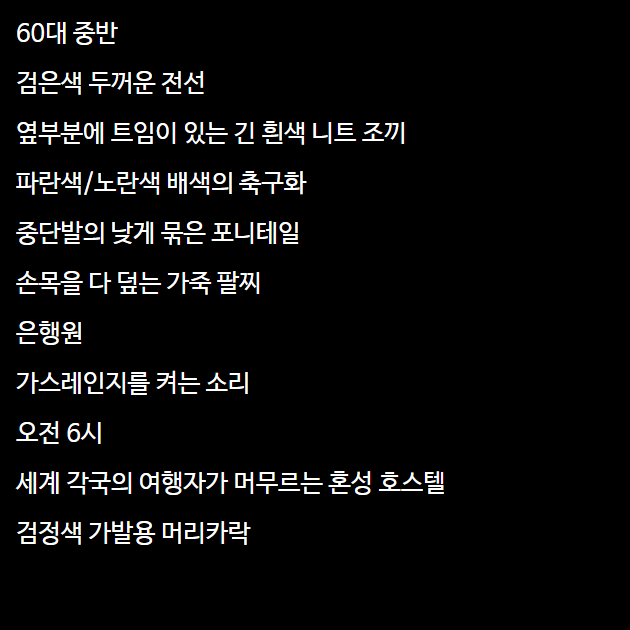 60대 중반
검은색 두꺼운 전선
옆부분에 트임이 있는 긴 흰색 니트 조끼
파란색/노란색 배색의 축구화
중단발의 낮게 묶은 포니테일
손목을 다 덮는 가죽 팔찌
은행원
가스레인지를 켜는 소리
오전 6시
세계 각국의 여행자가 머무르는 혼성 호스텔
검정색 가발용 머리카락